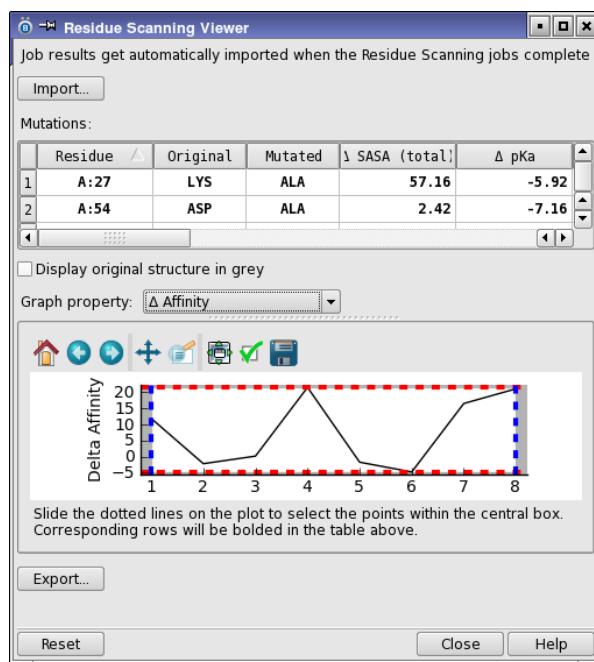 Residue Scanning Viewer
Job results get automatically imported when the Residue Scanning jobs complete
Import...
Mutations:
Residue Original Mutated SASA (total) Δ pKa
1 A:27 LYS ALA 57.16 -5.92
2 A:54 ASP ALA 2.42 -7.16
Display original structure in grey
Graph property: Δ Affinity
Delta Affinity
20
15
10
5
0
−5
1 2 3 4 5 6 7 8
Slide the dotted lines on the plot to select the points within the central box.
Corresponding rows will be bolded in the table above.
Export...
Reset Close Help